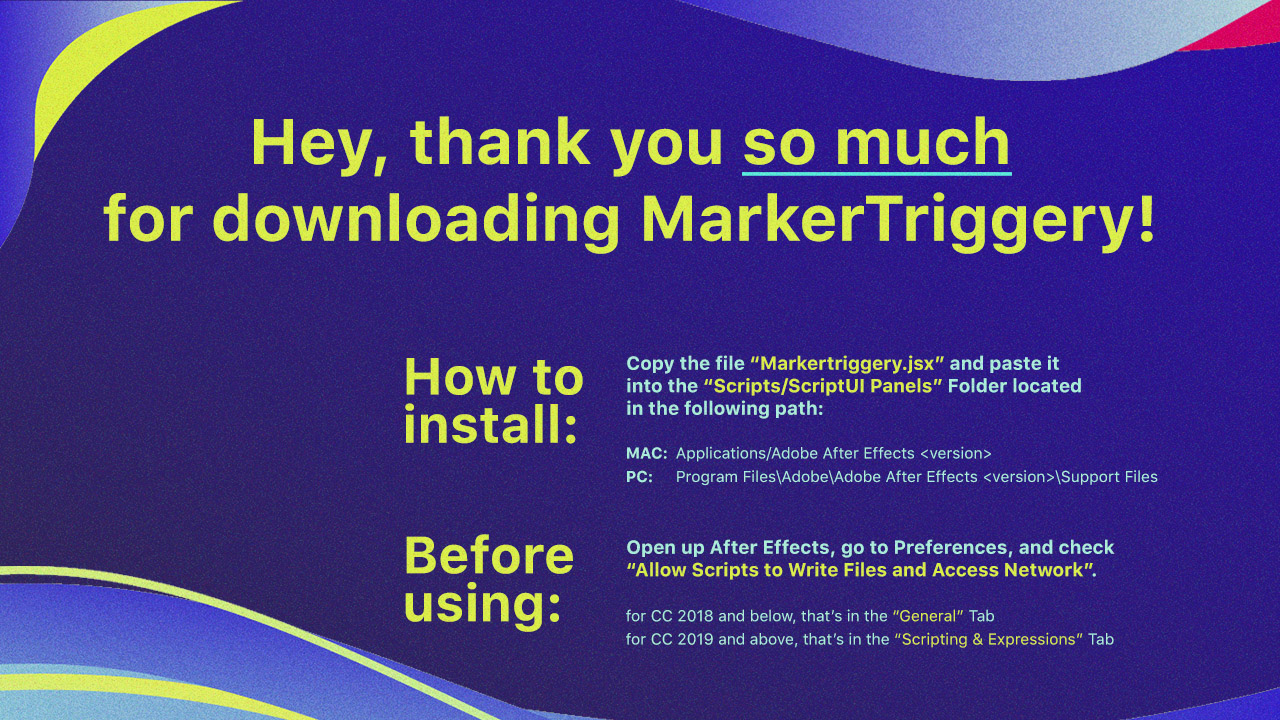 Hey, thank you so much
for downloading MarkerTriggery!
How to
install:
Copy the file “Markertriggery.jsx” and paste it
into the “Scripts/ScriptUI Panels” Folder located
in the following path:
MAC: Applications/Adobe After Effects <version>
PC: Program Files\Adobe\Adobe After Effects <version>\Support Files
Before
using:
Open up After Effects, go to Preferences, and check
“Allow Scripts to Write Files and Access Network”.
for CC 2018 and below, that’s in the “General” Tab
for CC 2019 and above, that’s in the “Scripting & Expressions” Tab